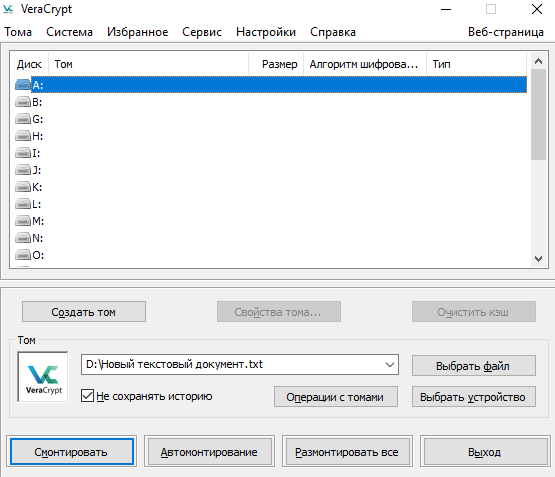 VeraCrypt
Тома Система Избранное Сервис Настройки Справка Веб-страница
Диск Том Размер Алгоритм шифрова... Тип
A:
B:
G:
H:
I:
J:
K:
L:
M:
N:
O:
Создать том Свойства тома... Очистить кэш
Том
VeraCrypt
D:\Новый текстовый документ.txt Выбрать файл
Не сохранять историю Операции с томами Выбрать устройство
Смонтировать Автомонтирование Размонтировать все Выход